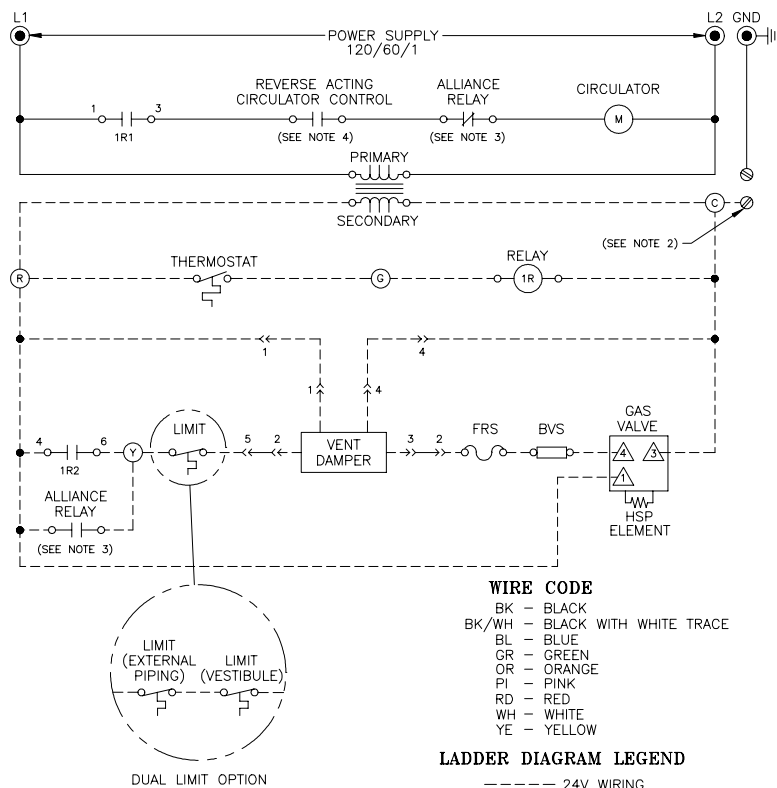 L1
L2 GND
POWER SUPPLY
120/60/1
REVERSE ACTING
CIRCULATOR CONTROL
ALLIANCE
RELAY
CIRCULATOR
1
3
M
1R1
(SEE NOTE 4)
(SEE NOTE 3)
PRIMARY
SECONDARY
C
(SEE NOTE 2)
THERMOSTAT
RELAY
R
G
1R
1
4
1
4
LIMIT
FRS
BVS
GAS
VALVE
4
6
Y
5
2
VENT
DAMPER
3
2
4
3
1R2
1
ALLIANCE
RELAY
(SEE NOTE 3)
HSP
ELEMENT
WIRE CODE
BK - BLACK
BK/WH - BLACK WITH WHITE TRACE
BL - BLUE
GR - GREEN
OR - ORANGE
PI - PINK
RD - RED
WH - WHITE
YE - YELLOW
LIMIT
(EXTERNAL
PIPING)
LIMIT
(VESTIBULE)
DUAL LIMIT OPTION
LADDER DIAGRAM LEGEND
24V WIRING